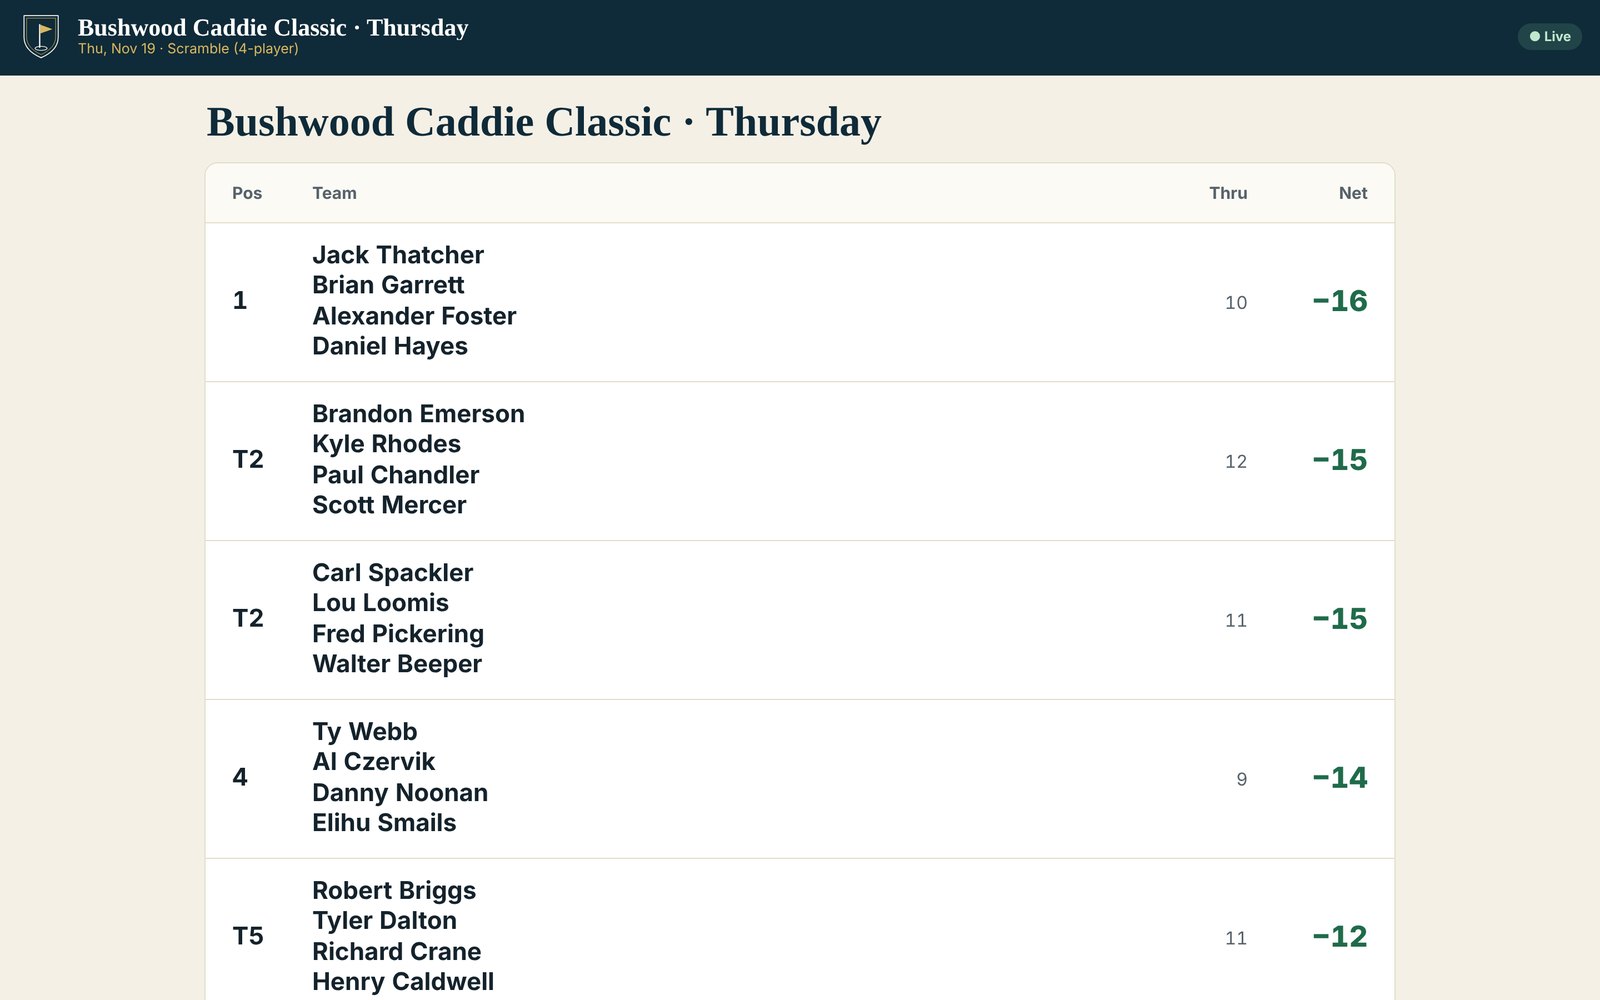 Bushwood Caddie Classic · Thursday
Thu, Nov 19 · Scramble (4-player)
Live
Bushwood Caddie Classic · Thursday
Pos Team Thru Net
Jack Thatcher
Brian Garrett
1 10 −16
Alexander Foster
Daniel Hayes
Brandon Emerson
Kyle Rhodes
T2 12 −15
Paul Chandler
Scott Mercer
Carl Spackler
Lou Loomis
T2 11 −15
Fred Pickering
Walter Beeper
Ty Webb
Al Czervik
4 9 −14
Danny Noonan
Elihu Smails
Robert Briggs
Tyler Dalton
T5 11 −12
Richard Crane
Henry Caldwell